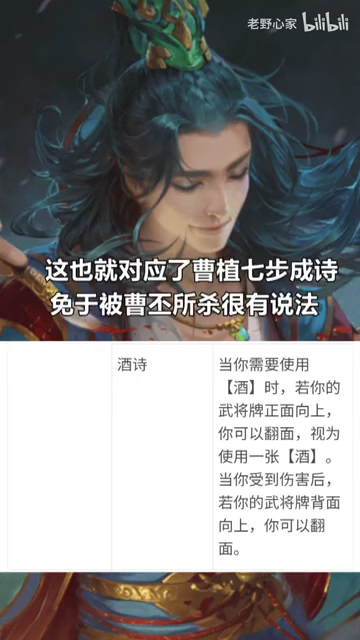 老野心家 bilibili
这也就对应了曹植七步成诗
免于被曹丕所杀很有说法
酒诗
当你需要使用
【酒】时，若你的
武将牌正面向上，
你可以翻面，视为
使用一张【酒】。
当你受到伤害后，
若你的武将牌背面
向上，你可以翻
面。